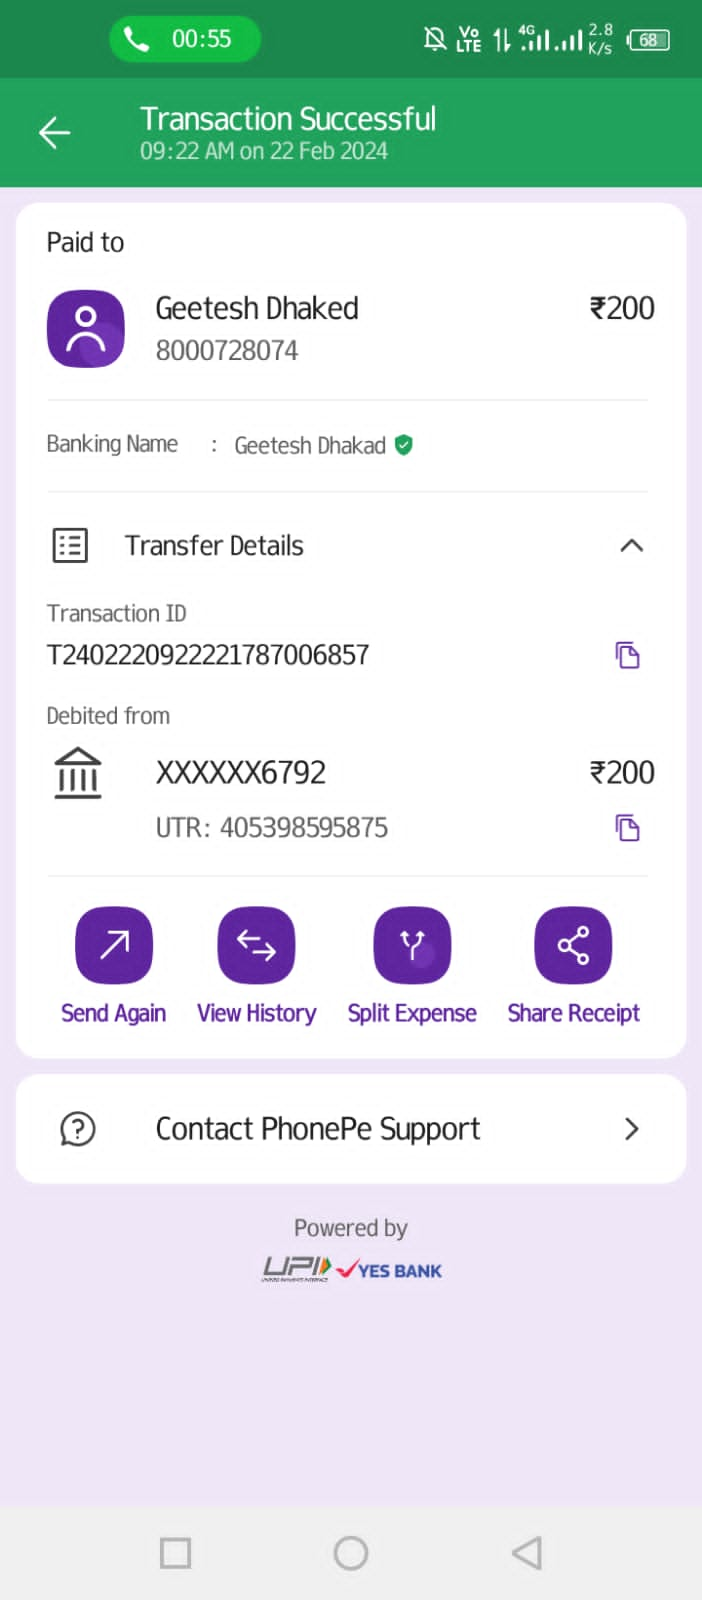 00:55 Vo LTE 4G 2.8 K/s 68
Transaction Successful
09:22 AM on 22 Feb 2024
Paid to
Geetesh Dhaked ₹200
8000728074
Banking Name : Geetesh Dhakad
Transfer Details
Transaction ID
T2402220922221787006857
Debited from
XXXXXX6792 ₹200
UTR: 405398595875
Send Again View History Split Expense Share Receipt
Contact PhonePe Support
Powered by
UPI YES BANK